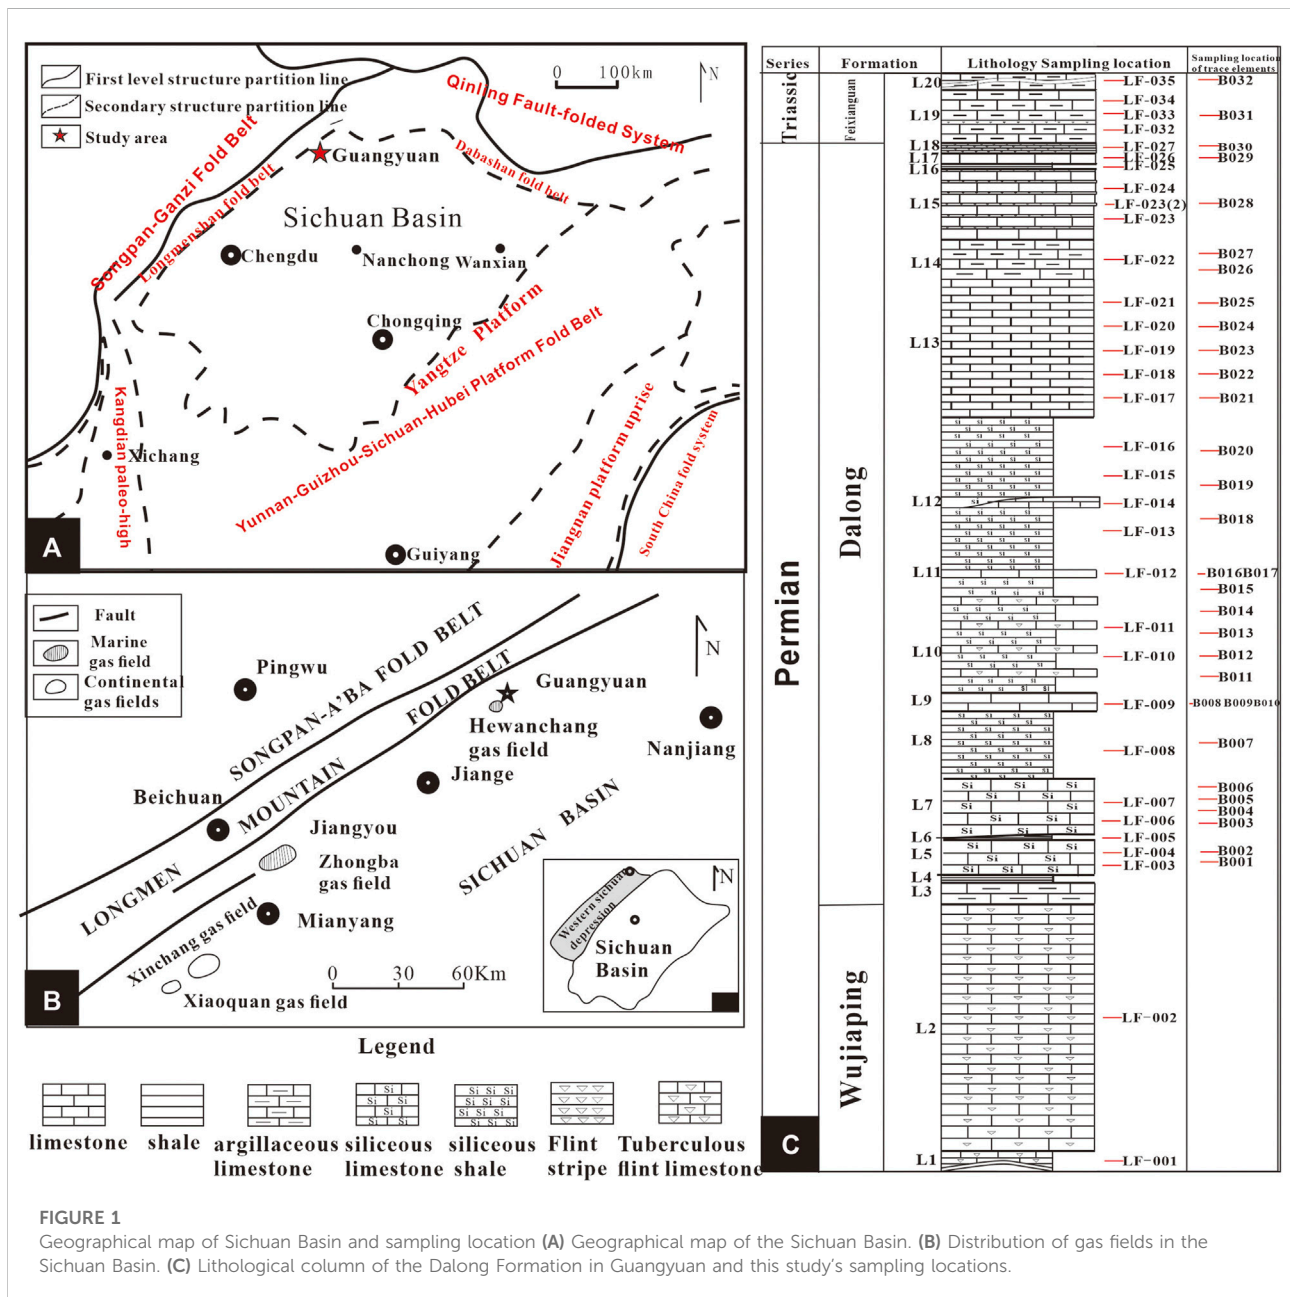 First level structure partition line
Secondary structure partition line
Study area
0 100km
N
Qinling Fault-folded System
Songpan-Ganzi Fold Belt
Longmenshan fold belt
Guangyuan
Dabashan fold belt
Sichuan Basin
Chengdu
Nanchong
Wanxian
Chongqing
Yangtze Platform
Yunnan-Guizhou-Sichuan-Hubei Platform Fold Belt
Kangdian paleo-high
Xichang
Jiangnan platform uprise
South China fold system
Guiyang
A
Fault
Marine
gas field
Continental
gas fields
Pingwu
SONGPAN-A'BA FOLD BELT
LONGMEN MOUNTAIN FOLD BELT
N
Guangyuan
Hewanchang
gas field
Nanjiang
Jiange
Beichuan
Jiangyou
Zhongba
gas field
SICHUAN BASIN
Mianyang
Xinchang gas field
Xiaoquan gas field
0 30 60Km
N
Western sichuan
depression
Sichuan
Basin
B
Legend
limestone
shale
argillaceous
limestone
siliceous
limestone
siliceous
shale
Flint
stripe
Tuberculous
flint limestone
Series
Formation
Lithology Sampling location
Sampling location
of trace elements
Triassic
Permian
Feixianguan
Dalong
Wujiaping
L20
L19
L18
L17
L16
L15
L14
L13
L12
L11
L10
L9
L8
L7
L6
L5
L4
L3
L2
L1
LF-035
LF-034
LF-033
LF-032
LF-027
LF-026
LF-025
LF-024
LF-023(2)
LF-023
LF-022
LF-021
LF-020
LF-019
LF-018
LF-017
LF-016
LF-015
LF-014
LF-013
LF-012
LF-011
LF-010
LF-009
LF-008
LF-007
LF-006
LF-005
LF-004
LF-003
LF-002
LF-001
B032
B031
B030
B029
B028
B027
B026
B025
B024
B023
B022
B021
B020
B019
B018
B016B017
B015
B014
B013
B012
B011
B008 B009B010
B007
B006
B005
B004
B003
B002
B001
C
FIGURE 1
Geographical map of Sichuan Basin and sampling location (A) Geographical map of the Sichuan Basin. (B) Distribution of gas fields in the
Sichuan Basin. (C) Lithological column of the Dalong Formation in Guangyuan and this study's sampling locations.